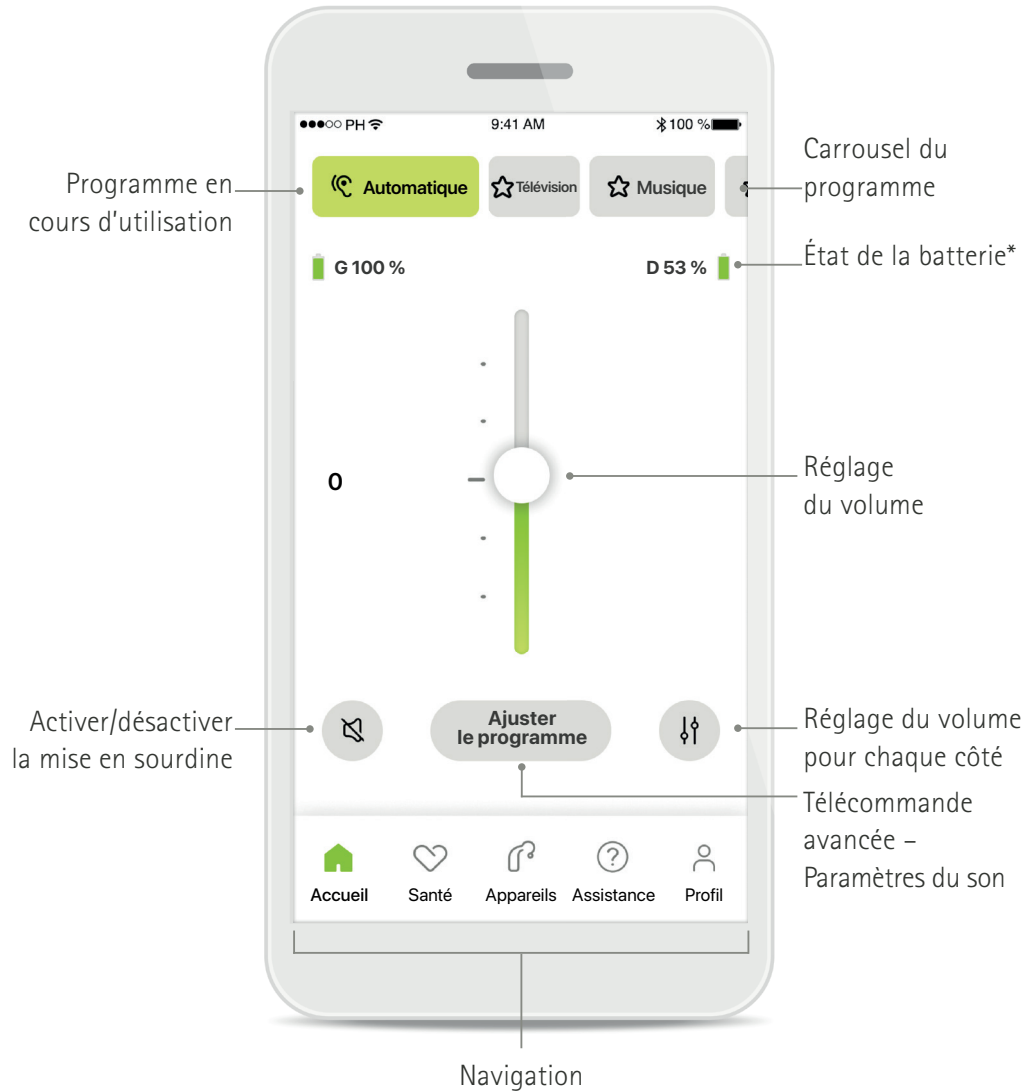 PH
9:41 AM
100 %
Automatique
Télévision
Musique
Programme en
cours d'utilisation
Carrousel du
programme
G 100 %
D 53 %
État de la batterie*
0
Réglage
du volume
Activer/désactiver
la mise en sourdine
Ajuster
le programme
Réglage du volume
pour chaque côté
Télécommande
avancée –
Paramètres du son
Accueil
Santé
Appareils
Assistance
Profil
Navigation